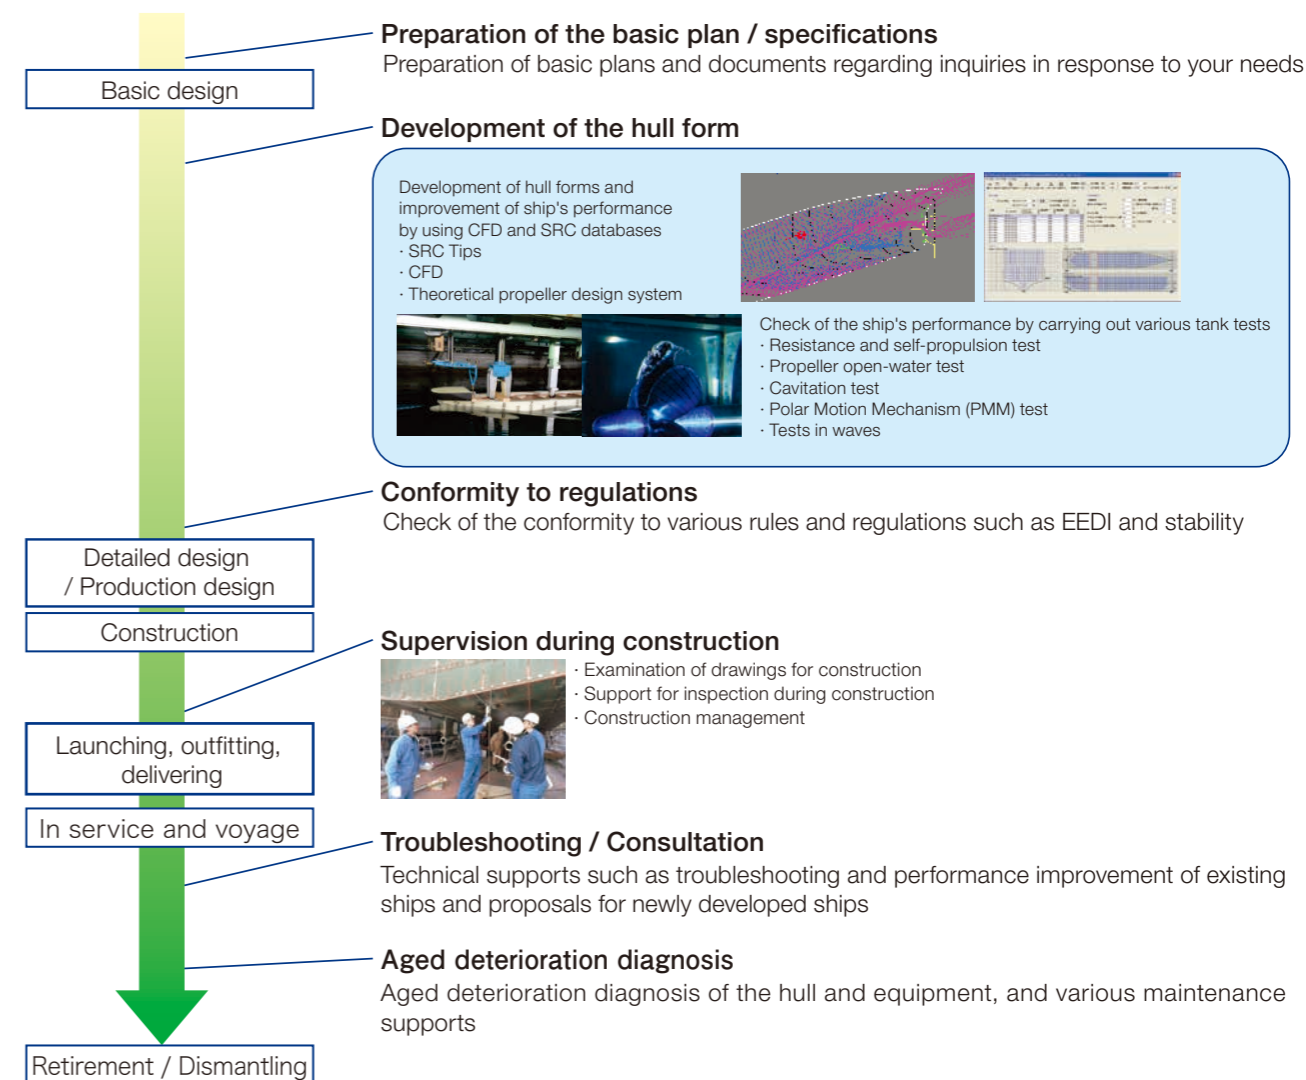 Preparation of the basic plan / specifications
Preparation of basic plans and documents regarding inquiries in response to your needs
Basic design
Development of the hull form
Development of hull forms and
improvement of ship's performance
by using CFD and SRC databases
· SRC Tips
· CFD
· Theoretical propeller design system
Check of the ship's performance by carrying out various tank tests
· Resistance and self-propulsion test
· Propeller open-water test
· Cavitation test
· Polar Motion Mechanism (PMM) test
· Tests in waves
Conformity to regulations
Check of the conformity to various rules and regulations such as EEDI and stability
Detailed design
/ Production design
Construction
Supervision during construction
· Examination of drawings for construction
· Support for inspection during construction
· Construction management
Launching, outfitting,
delivering
In service and voyage
Troubleshooting / Consultation
Technical supports such as troubleshooting and performance improvement of existing
ships and proposals for newly developed ships
Aged deterioration diagnosis
Aged deterioration diagnosis of the hull and equipment, and various maintenance
supports
Retirement / Dismantling